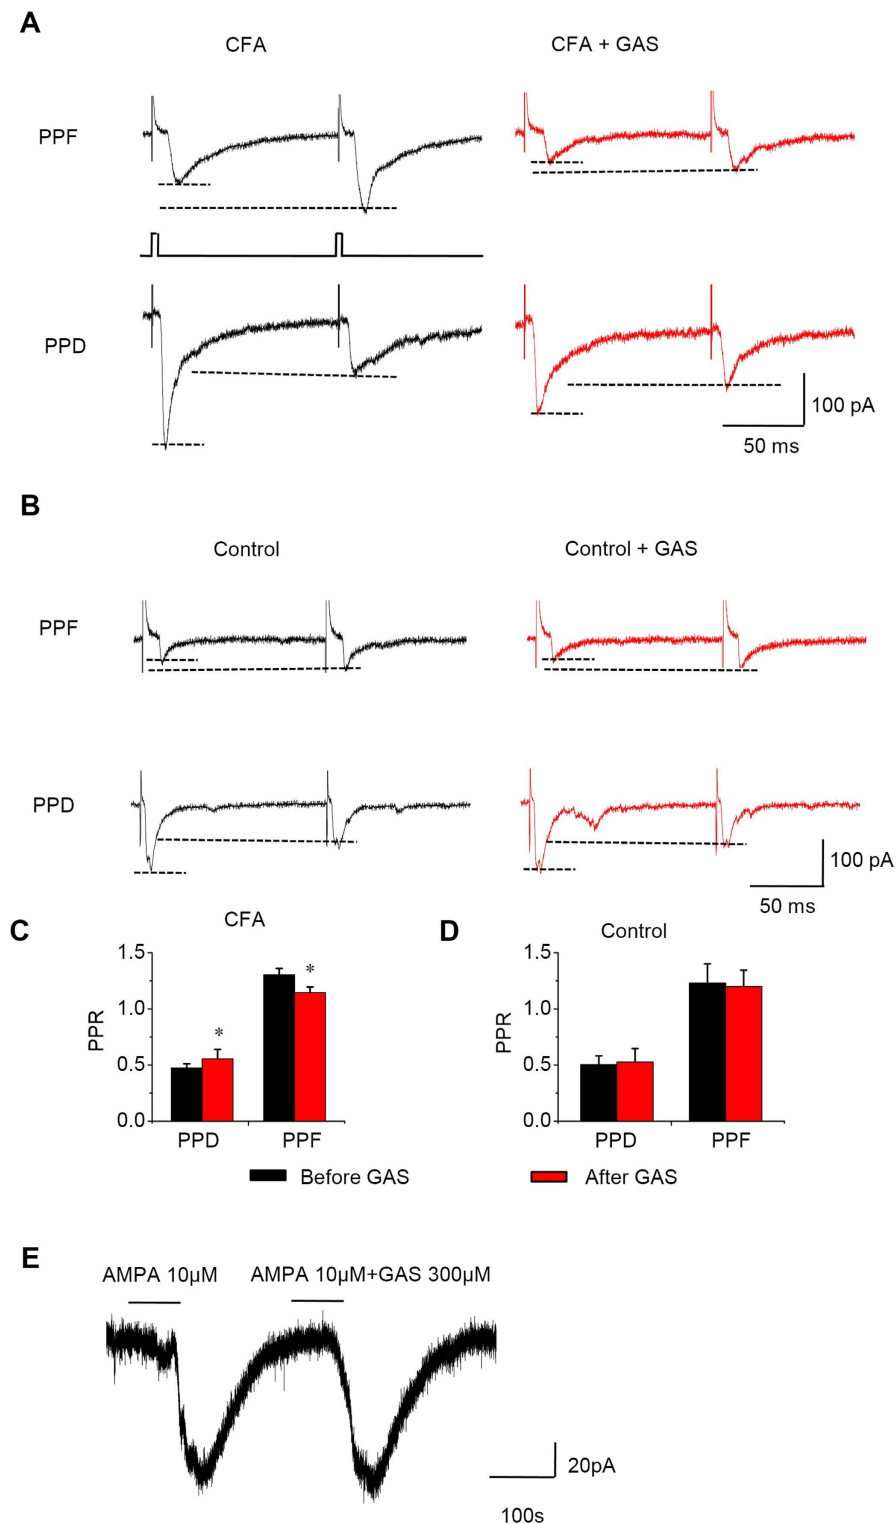 A
CFA
CFA + GAS
PPF
PPD
100 pA
50 ms
B
Control
Control + GAS
PPF
PPD
100 pA
50 ms
C
CFA
D
Control
1.5
1.0
0.5
0.0
PPR
*
*
PPD
PPF
1.5
1.0
0.5
0.0
PPR
PPD
PPF
Before GAS
After GAS
E
AMPA 10µM
AMPA 10µM+GAS 300µM
20pA
100s